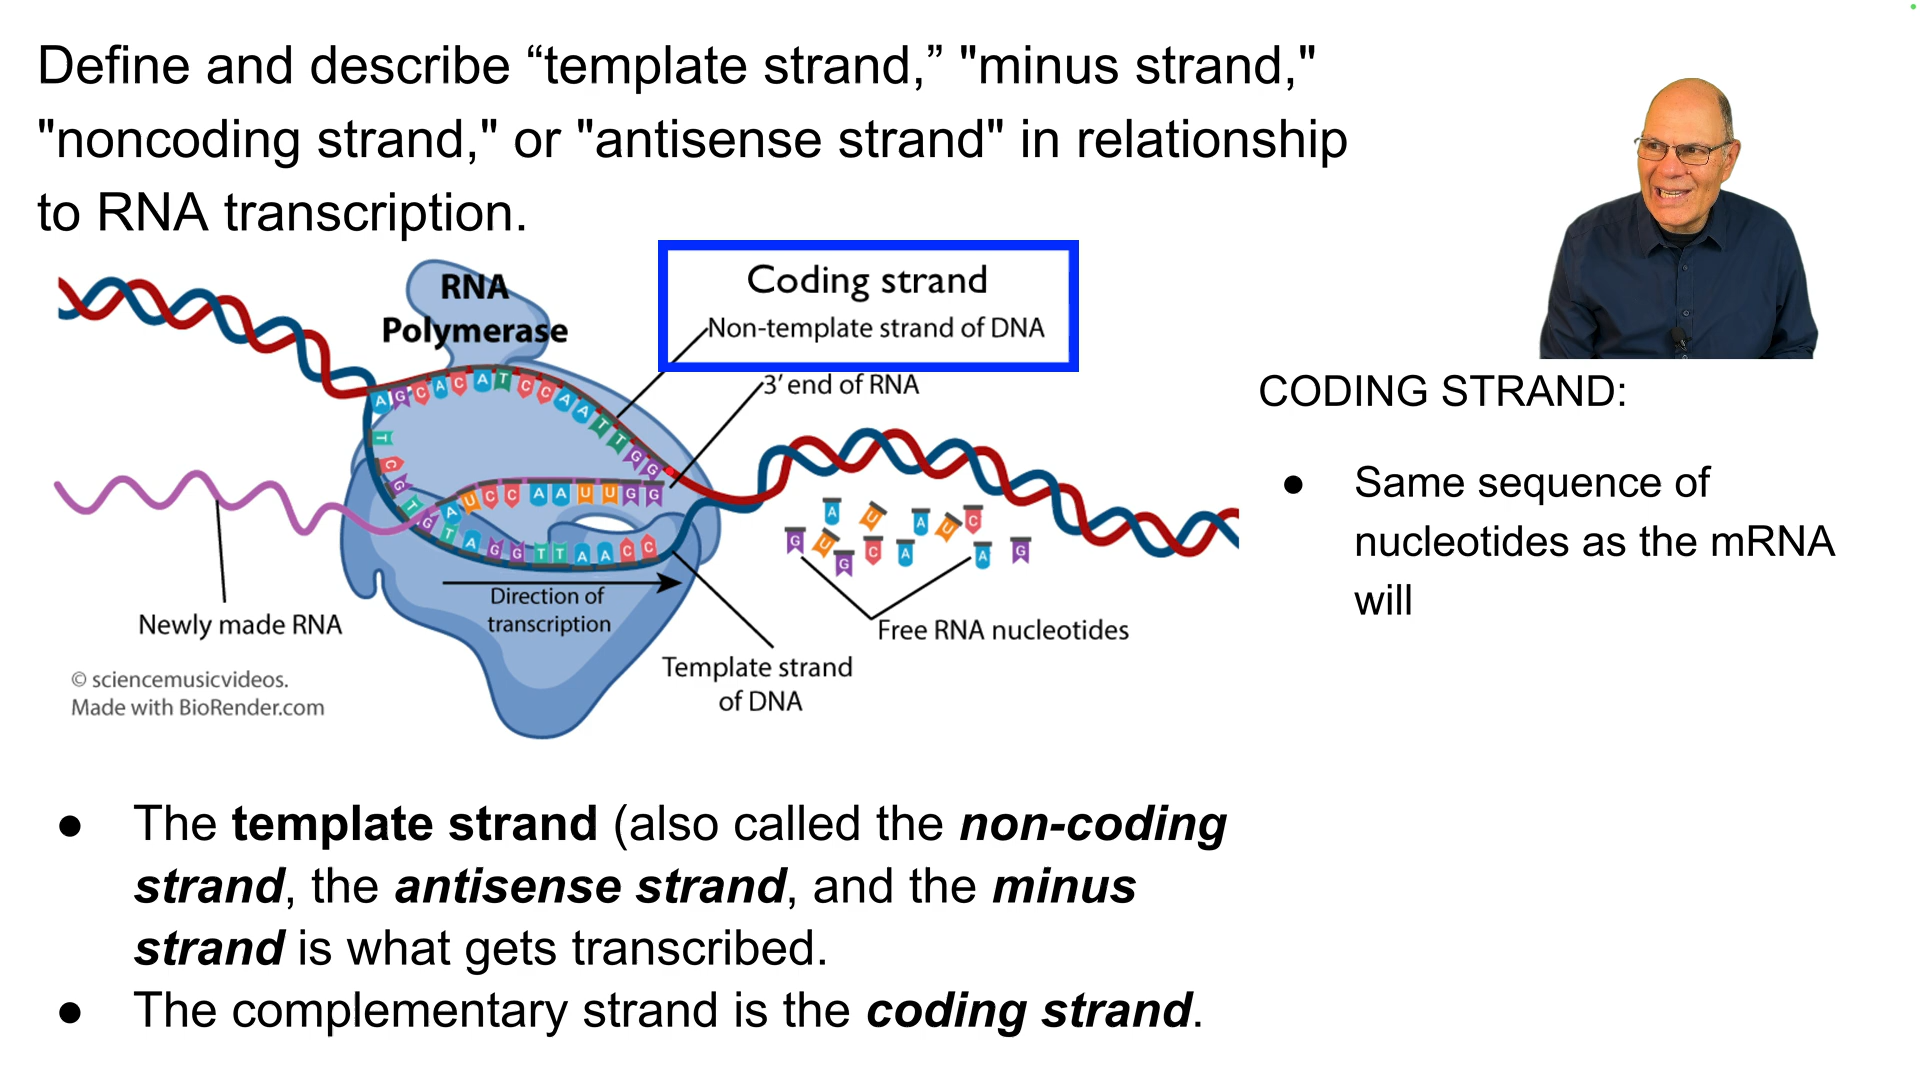 Define and describe “template strand,” "minus strand,"
"noncoding strand," or "antisense strand" in relationship
to RNA transcription.
RNA
Polymerase
Coding strand
Non-template strand of DNA
3’ end of RNA
A G C A C A T C C A A T T G G
T C G T G T A G G T T A A C C
A U C C A A U U G G
A U A U C
G U G C A A G
Direction of
transcription
Newly made RNA
Free RNA nucleotides
Template strand
of DNA
© sciencemusicvideos.
Made with BioRender.com
CODING STRAND:
● Same sequence of
nucleotides as the mRNA
will
● The template strand (also called the non-coding
strand, the antisense strand, and the minus
strand is what gets transcribed.
● The complementary strand is the coding strand.